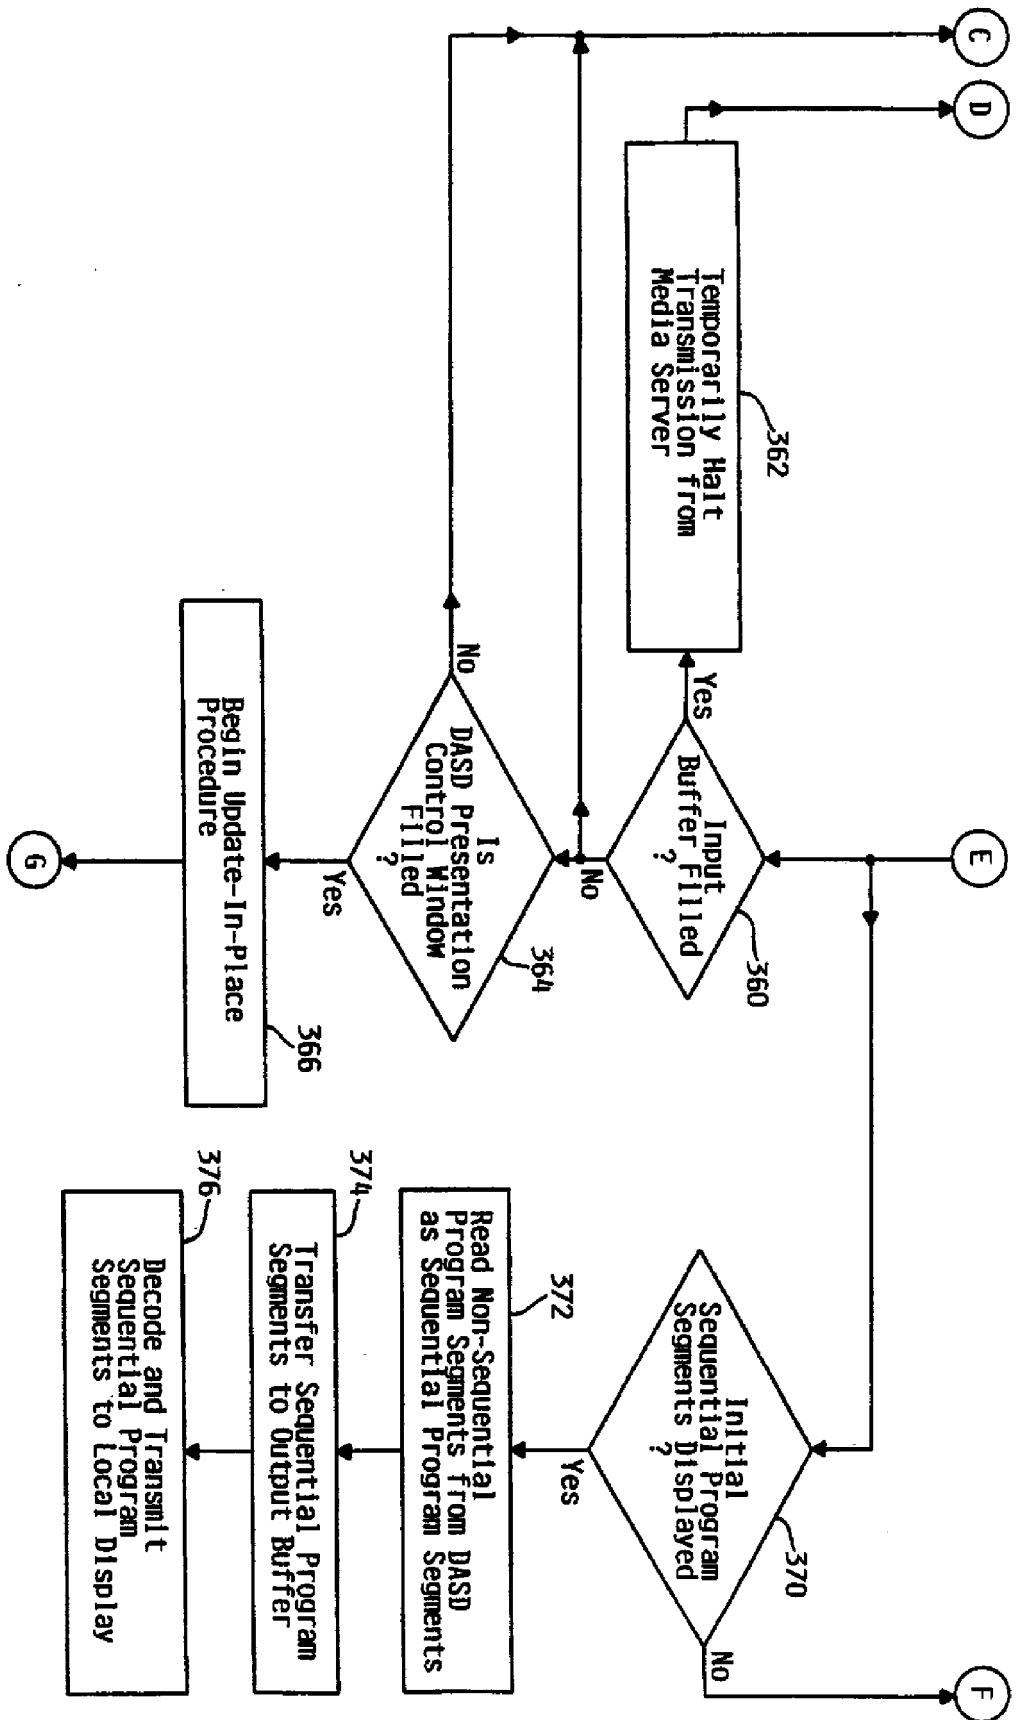 C
D
E
F
362
Temporarily Halt
Transmission from
Media Server
Yes
Input
Buffer Filled
?
360
No
Is
DASD Presentation
Control Window
Filled
?
364
No
Yes
Begin Update-In-Place
Procedure
366
G
Initial
Sequential Program
Segments Displayed
?
370
No
Yes
372
Read Non-Sequential
Program Segments from DASD
as Sequential Program Segments
374
Transfer Sequential Program
Segments to Output Buffer
376
Decode and Transmit
Sequential Program
Segments to Local Display